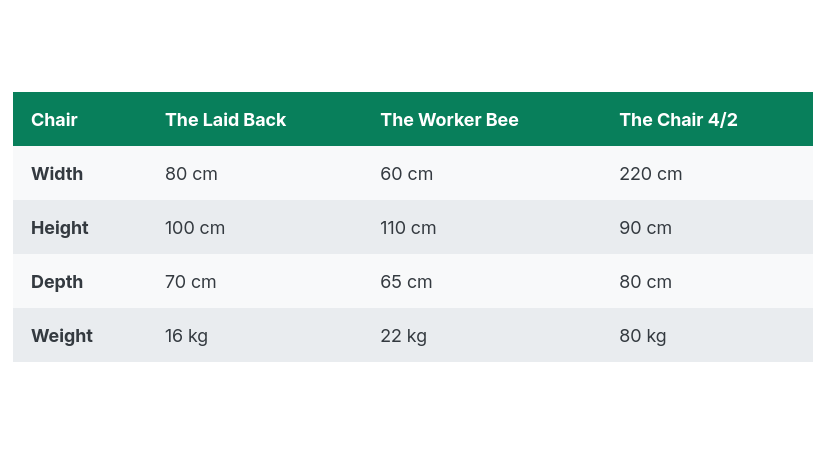 Chair The Laid Back The Worker Bee The Chair 4/2
Width 80 cm 60 cm 220 cm
Height 100 cm 110 cm 90 cm
Depth 70 cm 65 cm 80 cm
Weight 16 kg 22 kg 80 kg